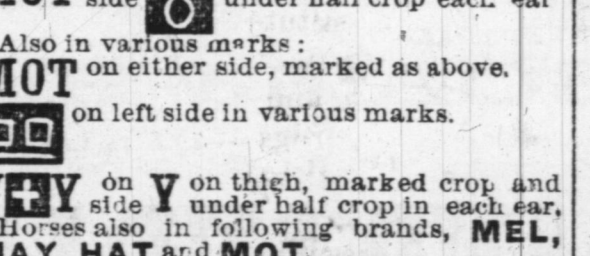 side under half crop each ear
Also in various marks :
HOT on either side, marked as above.
on left side in various marks.
Y on side Y on thigh, marked crop and
under half crop in each ear,
Horses also in following brands, MEL,
HAY, HAT and MOT